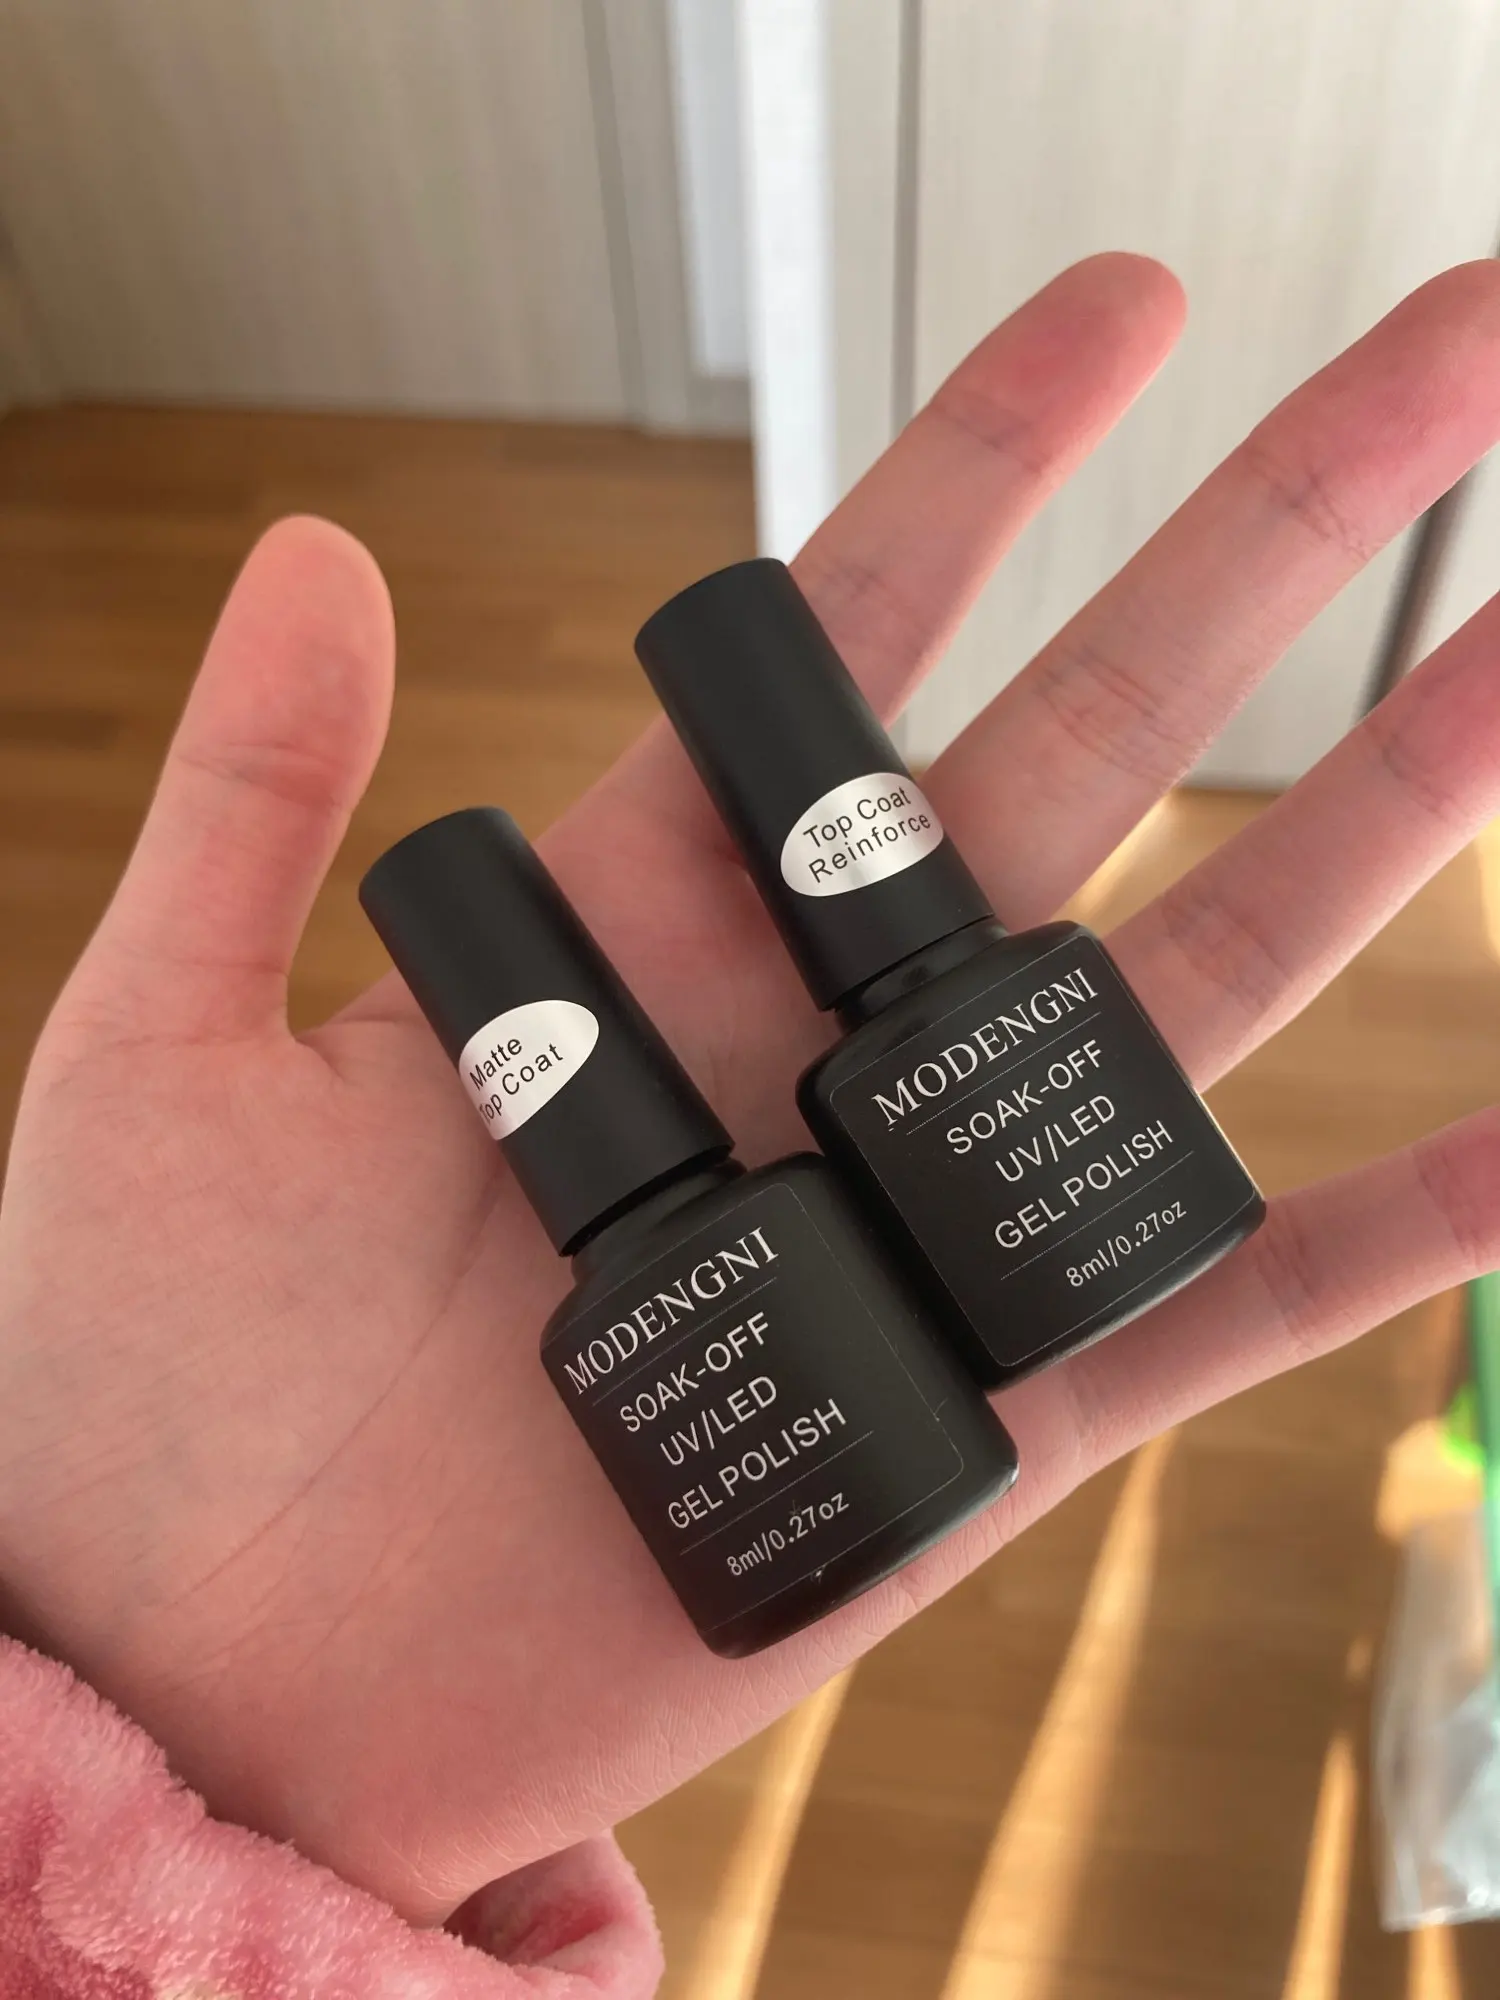 Matte
Top Coat
MODENGNI
SOAK-OFF
UV/LED
GEL POLISH
8ml/0.27oz
Top Coat
Reinforce
MODENGNI
SOAK-OFF
UV/LED
GEL POLISH
8ml/0.27oz